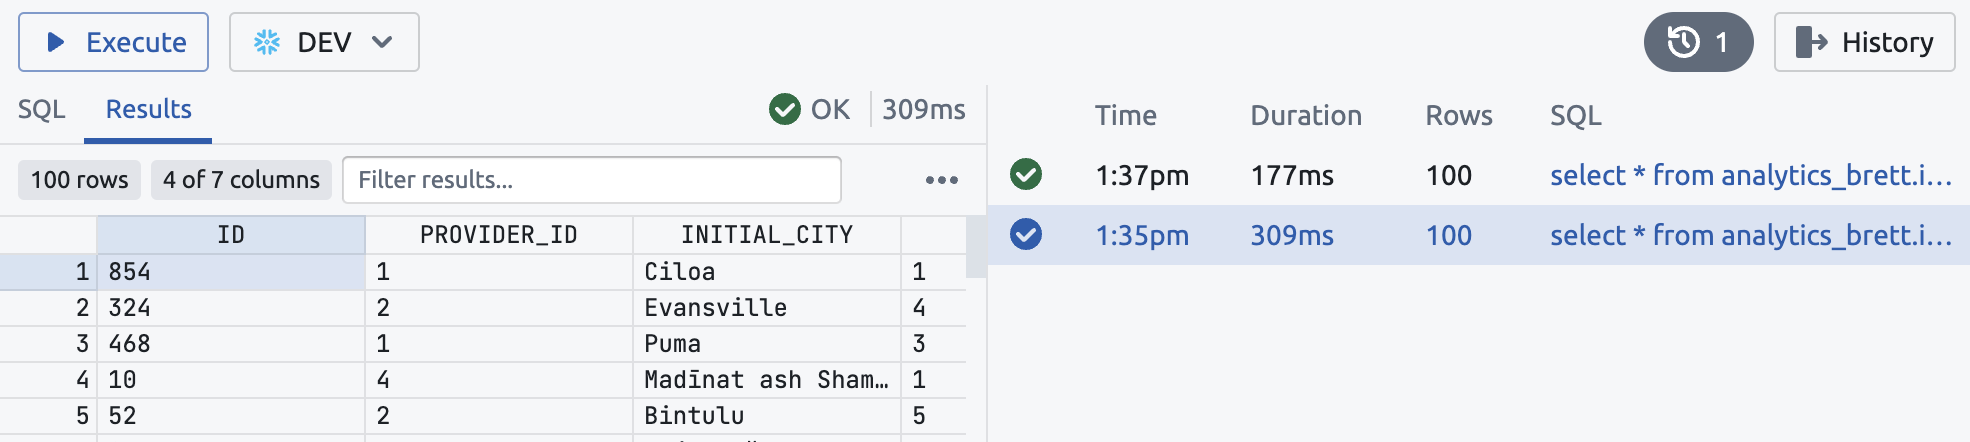 Execute DEV 1 History
SQL Results OK 309ms
100 rows 4 of 7 columns Filter results...
ID PROVIDER_ID INITIAL_CITY
1 854 1 Ciloa 1
2 324 2 Evansville 4
3 468 1 Puma 3
4 10 4 Madīnat ash Sham… 1
5 52 2 Bintulu 5
Time Duration Rows SQL
1:37pm 177ms 100 select * from analytics_brett.i...
1:35pm 309ms 100 select * from analytics_brett.i...